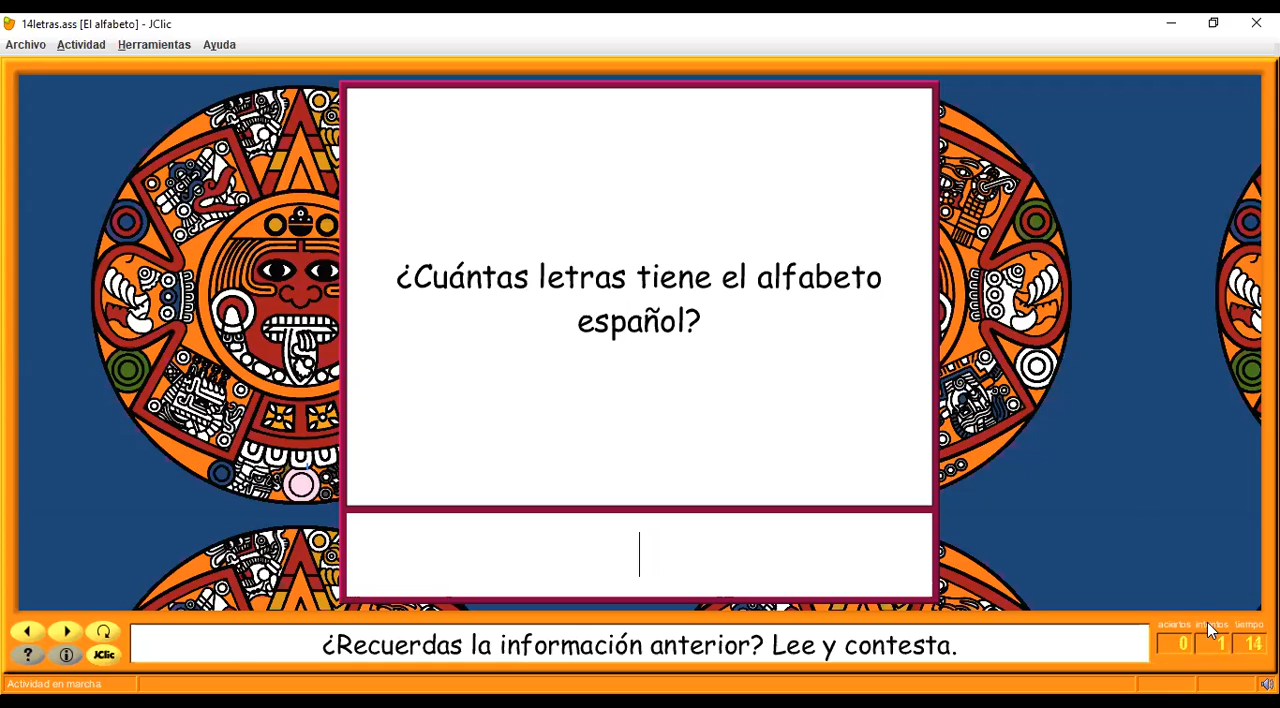 14letras.ass [El alfabeto] - JClic
Archivo Actividad Herramientas Ayuda
¿Cuántas letras tiene el alfabeto
español?
¿Recuerdas la información anterior? Lee y contesta.
aciertos intentos tiempo
0 1 14
? i JClic
Actividad en marcha